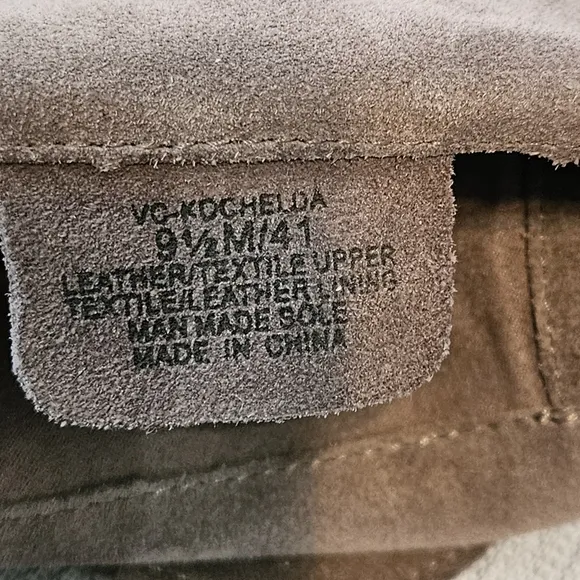 VC-KOCHELDA
9½M/41
LEATHER/TEXTILE UPPER
TEXTILE/LEATHER LINING
MAN MADE SOLE
MADE IN CHINA